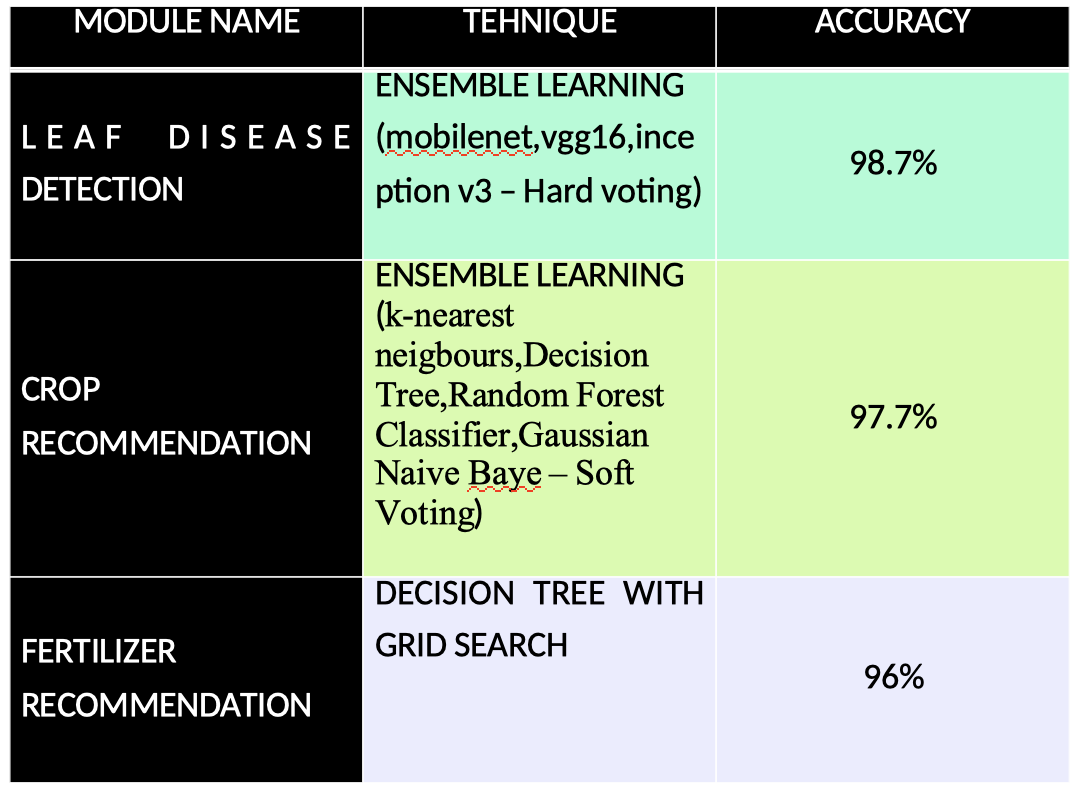 MODULE NAME
TEHNIQUE
ACCURACY
LEAF DISEASE
DETECTION
ENSEMBLE LEARNING
(mobilenet,vgg16,ince
ption v3 – Hard voting)
98.7%
CROP
RECOMMENDATION
ENSEMBLE LEARNING
(k-nearest
neigbours,Decision
Tree,Random Forest
Classifier,Gaussian
Naive Baye – Soft
Voting)
97.7%
FERTILIZER
RECOMMENDATION
DECISION TREE WITH
GRID SEARCH
96%